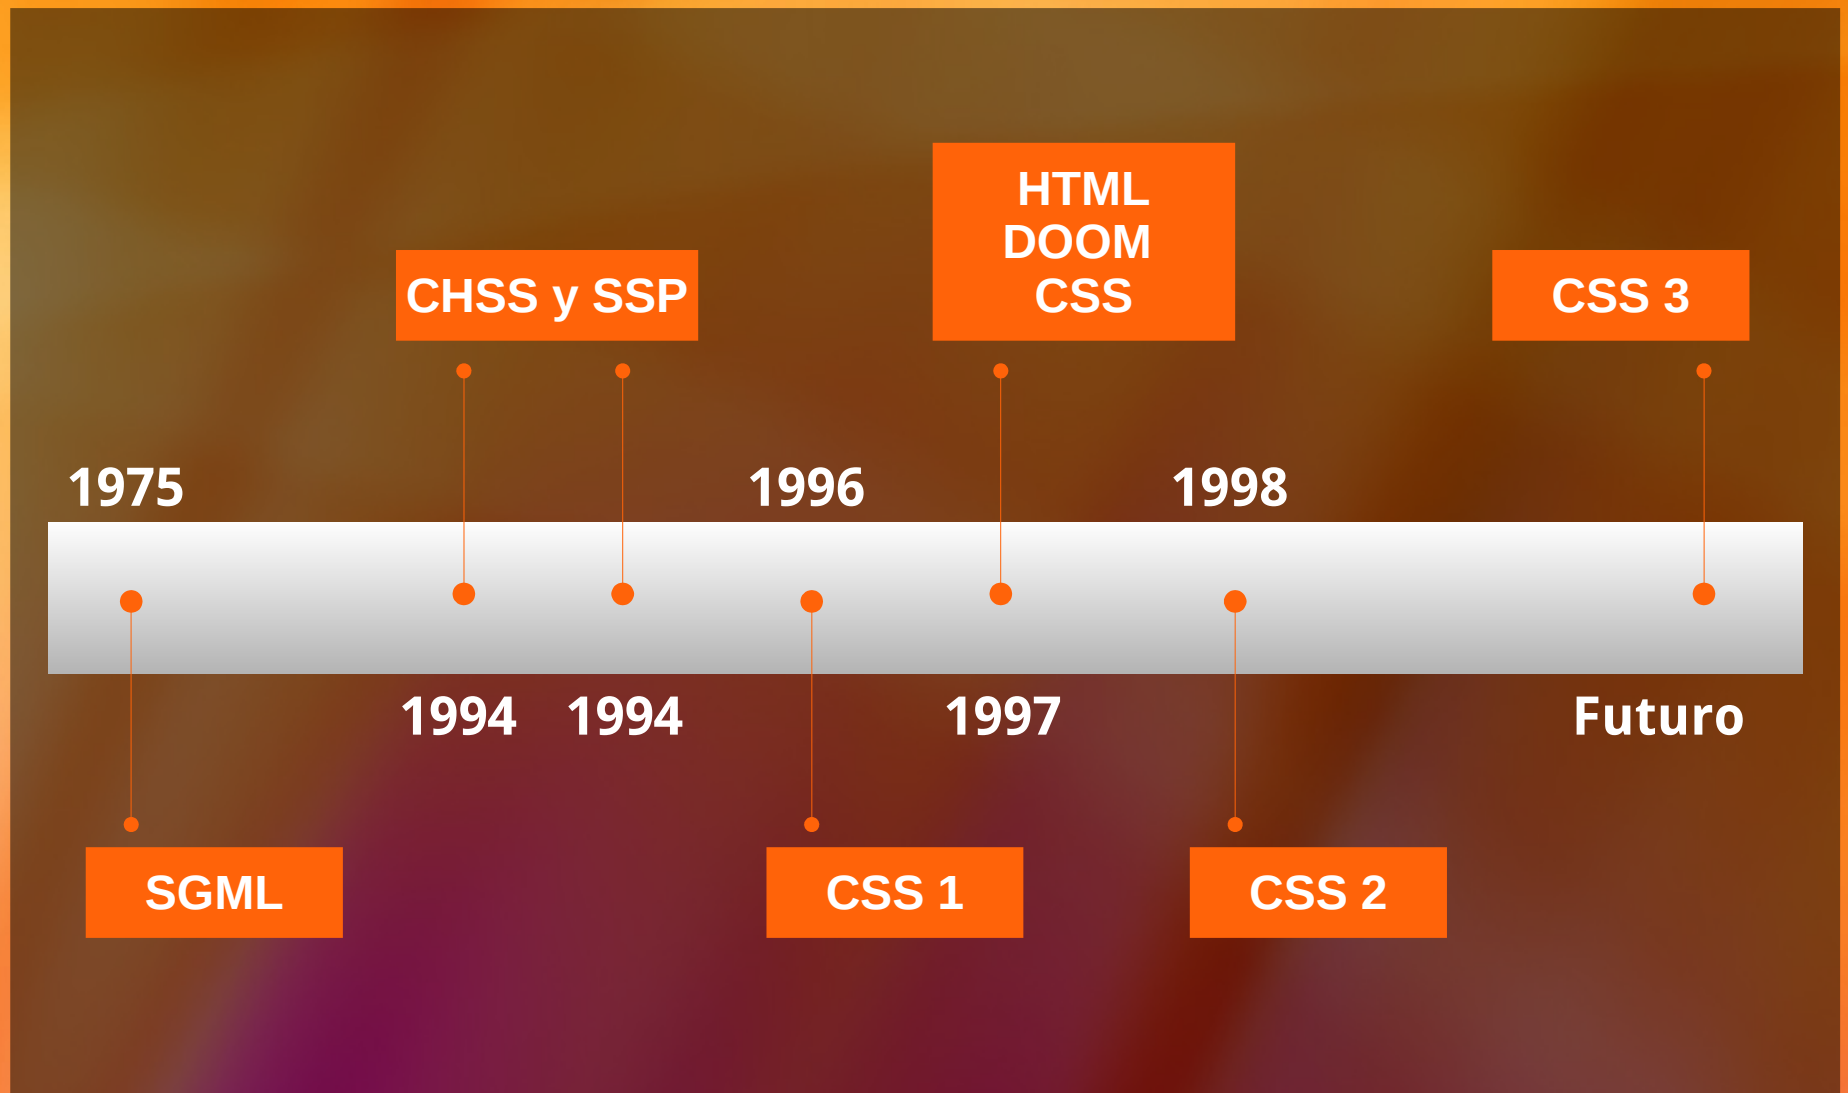 HTML
DOOM
CSS
CHSS y SSP
CSS 3
1975
1996
1998
1994
1994
1997
Futuro
SGML
CSS 1
CSS 2